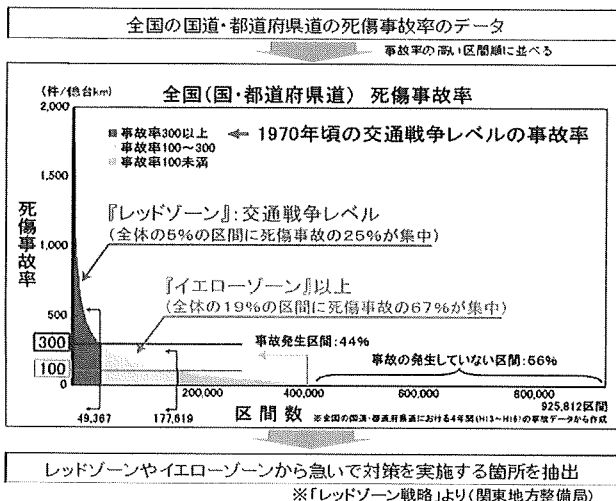 全国の国道・都道府県道の死傷事故率のデータ
事故率の高い区間順に並べる
(件/億台km)
全国(国・都道府県道) 死傷事故率
2,000
■ 事故率300以上 ← 1970年頃の交通戦争レベルの事故率
事故率100～300
事故率100未満
1,500
死傷事故率
『レッドゾーン』:交通戦争レベル
(全体の5%の区間に死傷事故の25%が集中)
1,000
『イエローゾーン』以上
(全体の19%の区間に死傷事故の67%が集中)
500
300
事故発生区間:44%
事故の発生していない区間:56%
100
0
200,000
400,000
600,000
800,000
49,367
177,619
区間数
925,812区間
※全国の国道・都道府県道における4年間(H13～H16)の事故データから作成
レッドゾーンやイエローゾーンから急いで対策を実施する箇所を抽出
※「レッドゾーン戦略」より(関東地方整備局)